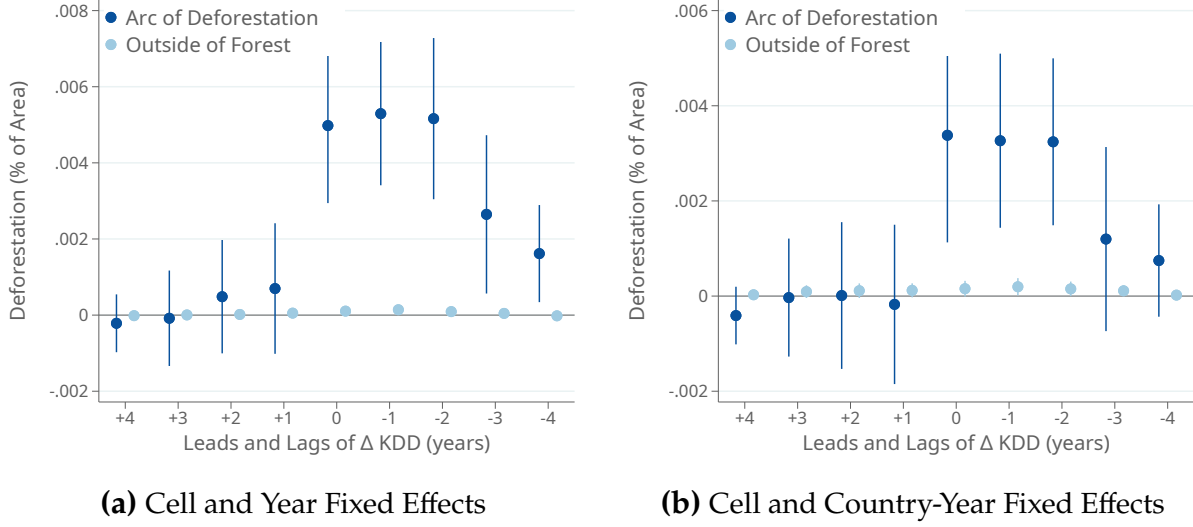 .008
.006
.004
.002
0
-.002
Deforestation (% of Area)
Arc of Deforestation
Outside of Forest
+4 +3 +2 +1 0 -1 -2 -3 -4
Leads and Lags of Δ KDD (years)
(a) Cell and Year Fixed Effects
.006
.004
.002
0
-.002
Deforestation (% of Area)
Arc of Deforestation
Outside of Forest
+4 +3 +2 +1 0 -1 -2 -3 -4
Leads and Lags of Δ KDD (years)
(b) Cell and Country-Year Fixed Effects